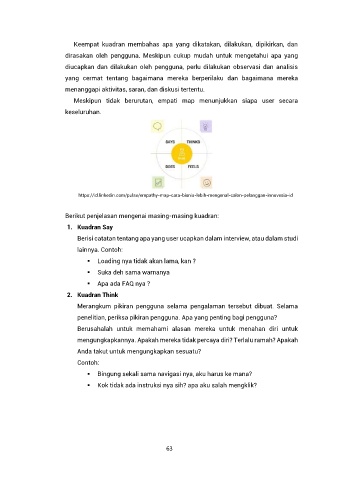 Keempat kuadran membahas apa yang dikatakan, dilakukan, dipikirkan, dan
dirasakan oleh pengguna. Meskipun cukup mudah untuk mengetahui apa yang
diucapkan dan dilakukan oleh pengguna, perlu dilakukan observasi dan analisis
yang cermat tentang bagaimana mereka berperilaku dan bagaimana mereka
menanggapi aktivitas, saran, dan diskusi tertentu.
Meskipun tidak berurutan, empati map menunjukkan siapa user secara
keseluruhan.
SAYS THINKS
DOES FEELS
https://id.linkedin.com/pulse/empathy-map-cara-bisnis-lebih-mengenal-calon-pelanggan-innovesia-id
Berikut penjelasan mengenai masing-masing kuadran:
1. Kuadran Say
Berisi catatan tentang apa yang user ucapkan dalam interview, atau dalam studi
lainnya. Contoh:
▪ Loading nya tidak akan lama, kan ?
▪ Suka deh sama warnanya
▪ Apa ada FAQ nya ?
2. Kuadran Think
Merangkum pikiran pengguna selama pengalaman tersebut dibuat. Selama
penelitian, periksa pikiran pengguna. Apa yang penting bagi pengguna?
Berusahalah untuk memahami alasan mereka untuk menahan diri untuk
mengungkapkannya. Apakah mereka tidak percaya diri? Terlalu ramah? Apakah
Anda takut untuk mengungkapkan sesuatu?
Contoh:
▪ Bingung sekali sama navigasi nya, aku harus ke mana?
▪ Kok tidak ada instruksi nya sih? apa aku salah mengklik?
63